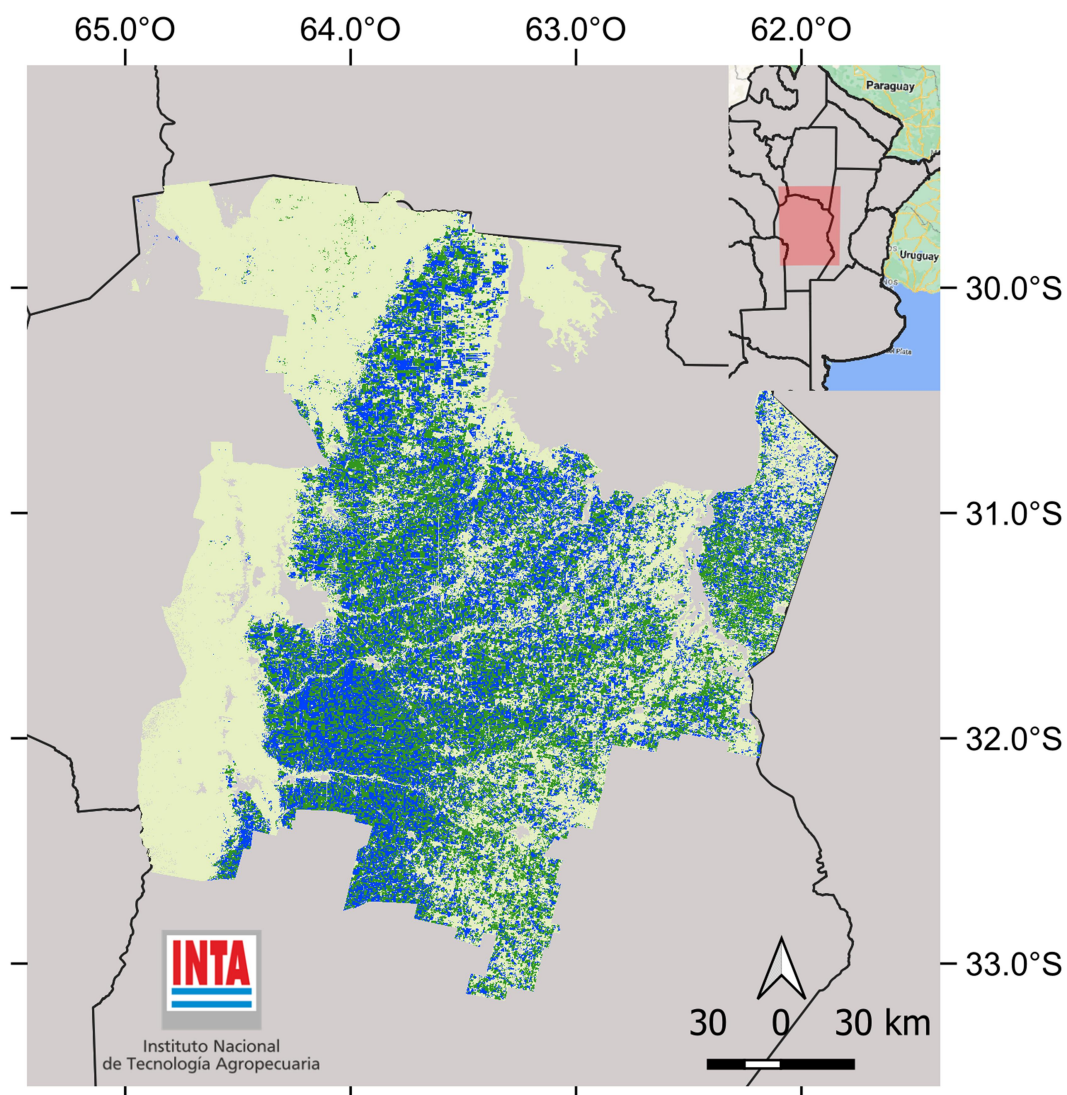 65.0°O 64.0°O 63.0°O 62.0°O
Paraguay
Uruguay
30.0°S
31.0°S
32.0°S
33.0°S
INTA
Instituto Nacional
de Tecnología Agropecuaria
30 0 30 km